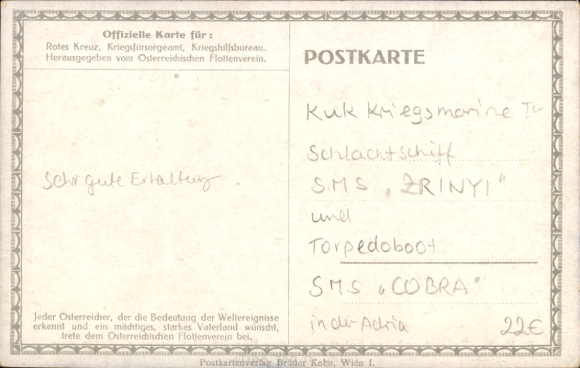 Offizielle Karte für:
Rotes Kreuz, Kriegsfürsorgeamt, Kriegshilfsbureau.
Herausgegeben vom Österreichischen Flottenverein.
Sehr gute Erhaltung.
Jeder Österreicher, der die Bedeutung der Weltereignisse
erkennt und ein mächtiges, starkes Vaterland wünscht,
trete dem Österreichischen Flottenverein bei.
POSTKARTE
KuK Kriegsmarine
Schlachtschiff
SMS „ZRINYI"
und
Torpedoboot
SMS „COBRA"
in der Adria
22€
Postkartenverlag Brüder Kohn, Wien I.